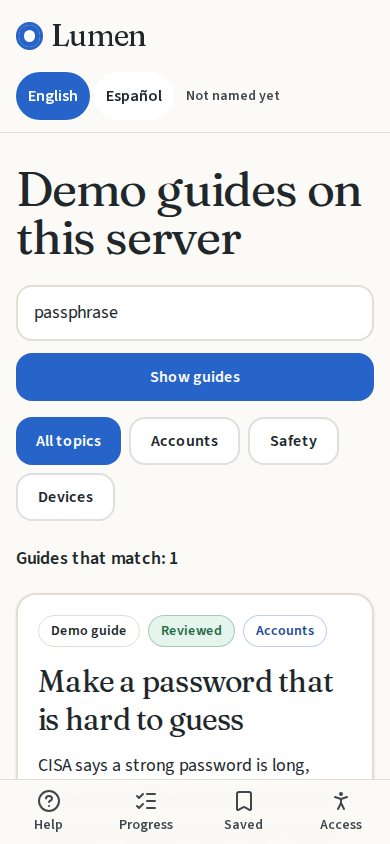 Lumen
English Español Not named yet
Demo guides on
this server
passphrase
Show guides
All topics Accounts Safety
Devices
Guides that match: 1
Demo guide Reviewed Accounts
Make a password that
is hard to guess
CISA says a strong password is long,
Help Progress Saved Access